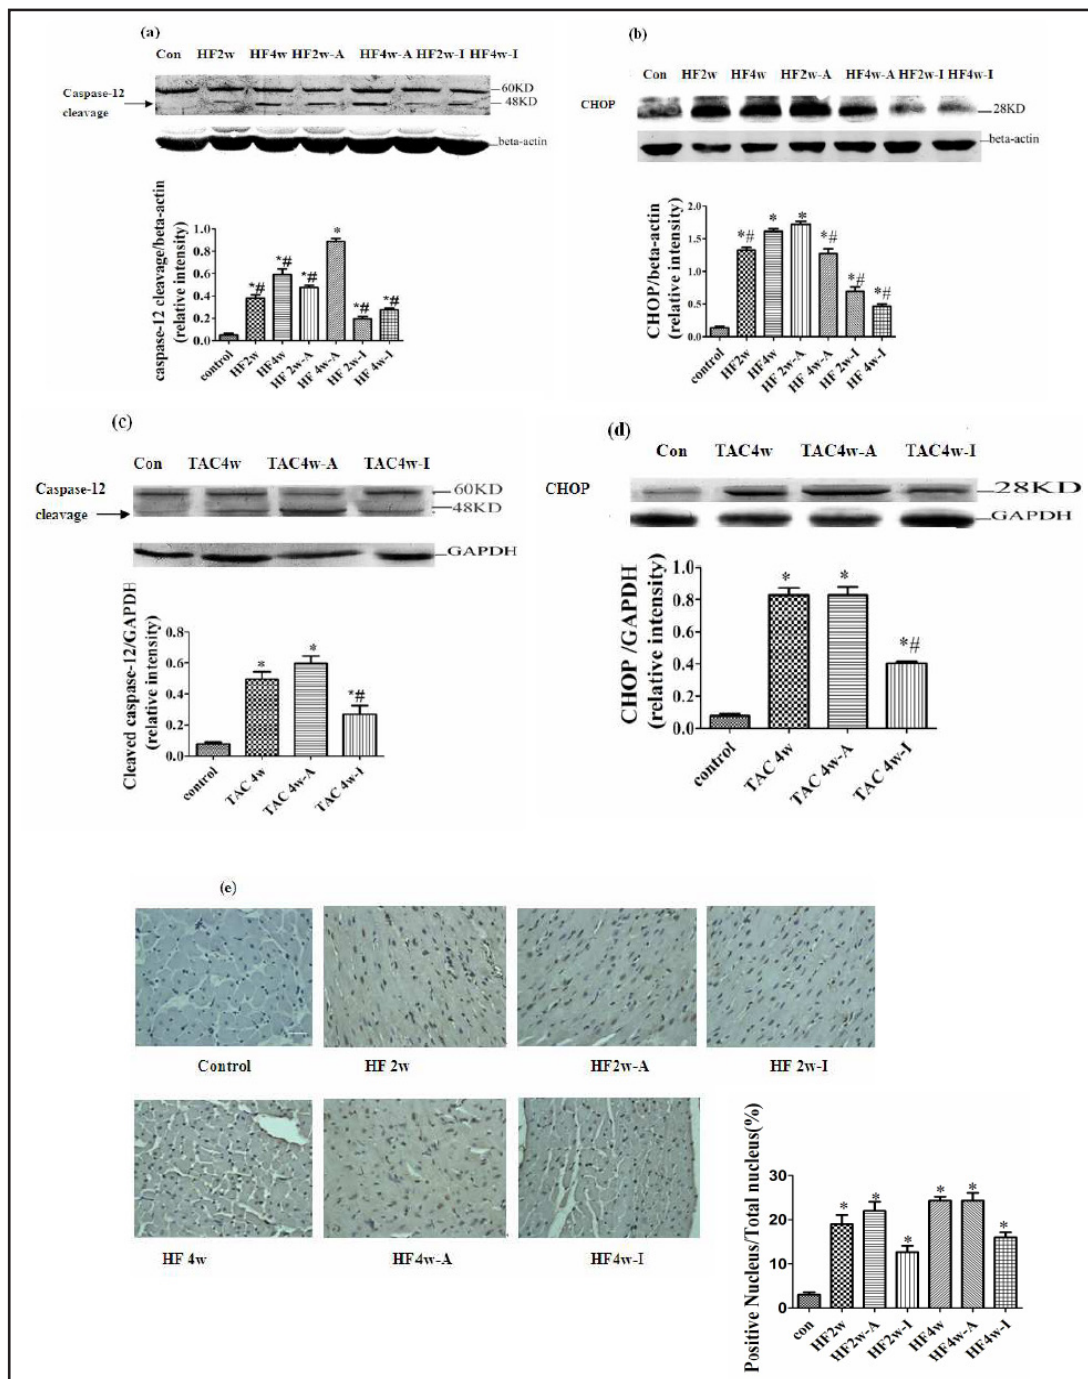 (a)
Con HF2w HF4w HF2w-A HF4w-A HF2w-I HF4w-I
Caspase-12
cleavage
60KD
48KD
beta-actin
caspase-12 cleavage/beta-actin
(relative intensity)
1.0
0.8
0.6
0.4
0.2
0.0
*# *# *# * *# *#
control HF2w HF4w HF 2w-A HF 4w-A HF 2w-I HF 4w-I
(b)
Con HF2w HF4w HF2w-A HF4w-A HF2w-I HF4w-I
CHOP
28KD
beta-actin
CHOP/beta-actin
(relative intensity)
2.0
1.5
1.0
0.5
0.0
*# * * *# *# *#
control HF2w HF4w HF 2w-A HF 4w-A HF 2w-I HF 4w-I
(c)
Con TAC4w TAC4w-A TAC4w-I
Caspase-12
cleavage
60KD
48KD
GAPDH
Cleaved caspase-12/GAPDH
(relative intensity)
0.8
0.6
0.4
0.2
0.0
* * *#
control TAC 4w TAC 4w-A TAC 4w-I
(d)
Con TAC4w TAC4w-A TAC4w-I
CHOP
28KD
GAPDH
CHOP /GAPDH
(relative intensity)
1.0
0.8
0.6
0.4
0.2
0.0
* * *#
control TAC 4w TAC 4w-A TAC 4w-I
(e)
Control HF 2w HF2w-A HF 2w-I
HF 4w HF4w-A HF4w-I
Positive Nucleus/Total nucleus(%)
30
20
10
0
* * * * * *
con HF2w HF2w-A HF2w-I HF4w HF4w-A HF4w-I